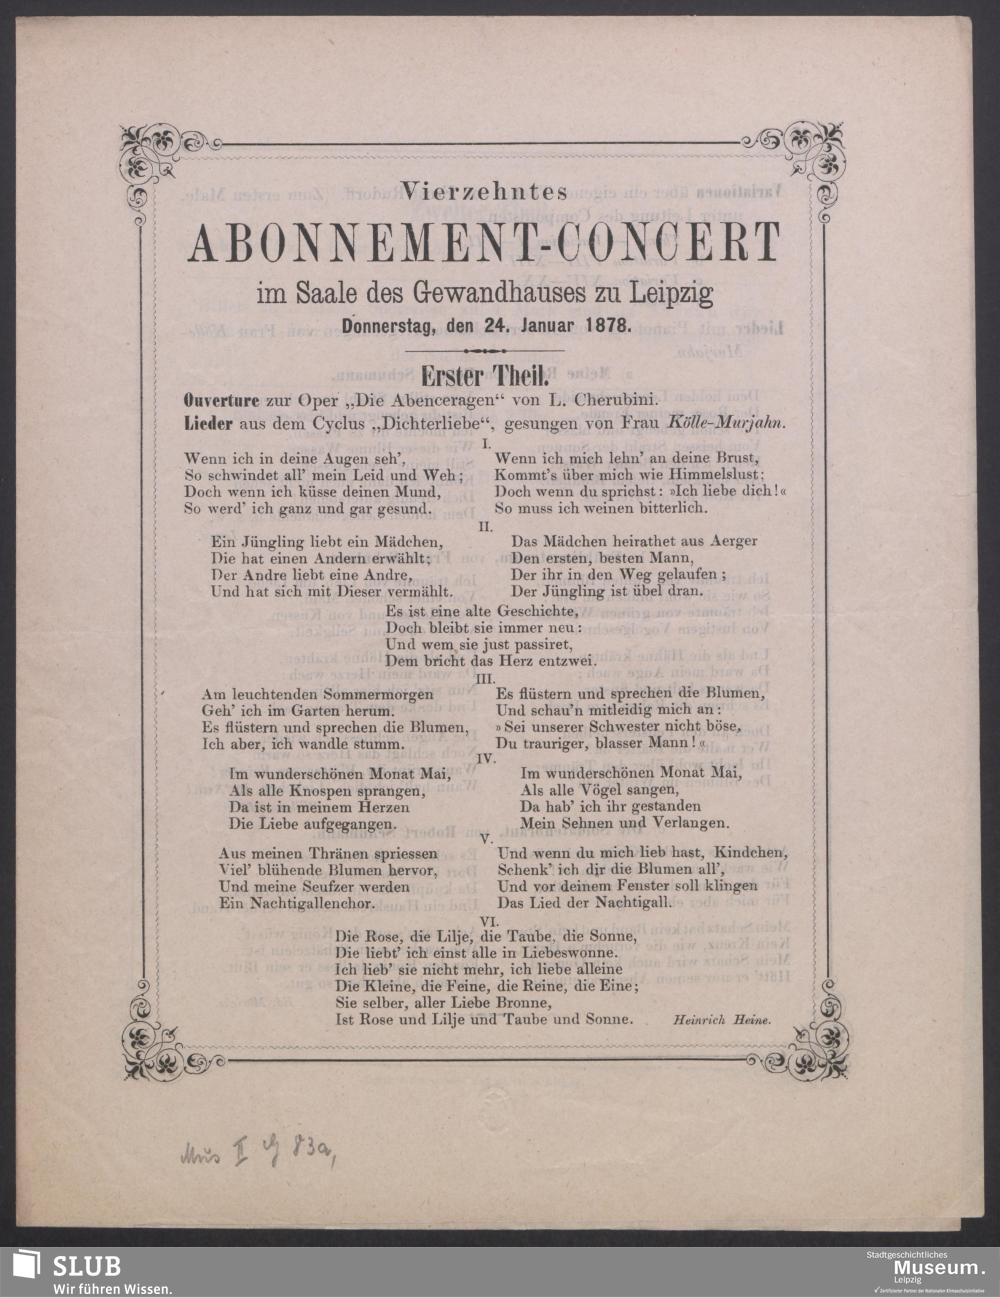 Vierzehntes
ABONNEMENT-CONCERT
im Saale des Gewandhauses zu Leipzig
Donnerstag, den 24. Januar 1878.
Erster Theil.
Ouverture zur Oper „Die Abenceragen“ von L. Cherubini.
Lieder aus dem Cyclus „Dichterliebe“, gesungen von Frau Kölle-Murjahn.
I.
Wenn ich in deine Augen seh’,
So schwindet all’ mein Leid und Weh;
Doch wenn ich küsse deinen Mund,
So werd’ ich ganz und gar gesund.
Wenn ich mich lehn’ an deine Brust,
Kommt’s über mich wie Himmelslust;
Doch wenn du sprichst: »Ich liebe dich!«
So muss ich weinen bitterlich.
II.
Ein Jüngling liebt ein Mädchen,
Die hat einen Andern erwählt;
Der Andre liebt eine Andre,
Und hat sich mit Dieser vermählt.
Das Mädchen heirathet aus Aerger
Den ersten, besten Mann,
Der ihr in den Weg gelaufen;
Der Jüngling ist übel dran.
Es ist eine alte Geschichte,
Doch bleibt sie immer neu:
Und wem sie just passiret,
Dem bricht das Herz entzwei.
III.
Am leuchtenden Sommermorgen
Geh’ ich im Garten herum.
Es flüstern und sprechen die Blumen,
Ich aber, ich wandle stumm.
Es flüstern und sprechen die Blumen,
Und schau’n mitleidig mich an:
»Sei unserer Schwester nicht böse,
Du trauriger, blasser Mann!«
IV.
Im wunderschönen Monat Mai,
Als alle Knospen sprangen,
Da ist in meinem Herzen
Die Liebe aufgegangen.
Im wunderschönen Monat Mai,
Als alle Vögel sangen,
Da hab’ ich ihr gestanden
Mein Sehnen und Verlangen.
V.
Aus meinen Thränen spriessen
Viel’ blühende Blumen hervor,
Und meine Seufzer werden
Ein Nachtigallenchor.
Und wenn du mich lieb hast, Kindchen,
Schenk’ ich dir die Blumen all’,
Und vor deinem Fenster soll klingen
Das Lied der Nachtigall.
VI.
Die Rose, die Lilje, die Taube, die Sonne,
Die liebt’ ich einst alle in Liebeswonne.
Ich lieb’ sie nicht mehr, ich liebe alleine
Die Kleine, die Feine, die Reine, die Eine;
Sie selber, aller Liebe Bronne,
Ist Rose und Lilje und Taube und Sonne.
Heinrich Heine.
Mus II G 83a,
SLUB
Wir führen Wissen.
Stadtgeschichtliches
Museum.
Leipzig
Zertifizierter Partner der Nationalen Klimaschutzinitiative